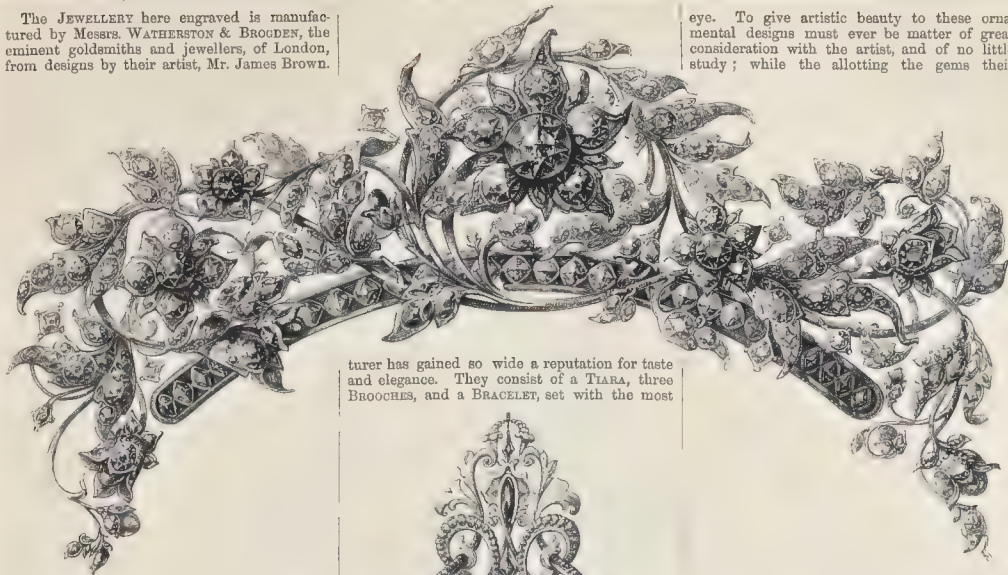 The JEWELLERY here engraved is manufac-
tured by Messrs. WATHERSTON & BROGDEN, the
eminent goldsmiths and jewellers, of London,
from designs by their artist, Mr. James Brown.
turer has gained so wide a reputation for taste
and elegance. They consist of a TIARA, three
BROOCHES, and a BRACELET, set with the most
eye. To give artistic beauty to these orna
mental designs must ever be matter of grea
consideration with the artist, and of no littl
study ; while the allotting the gems thei